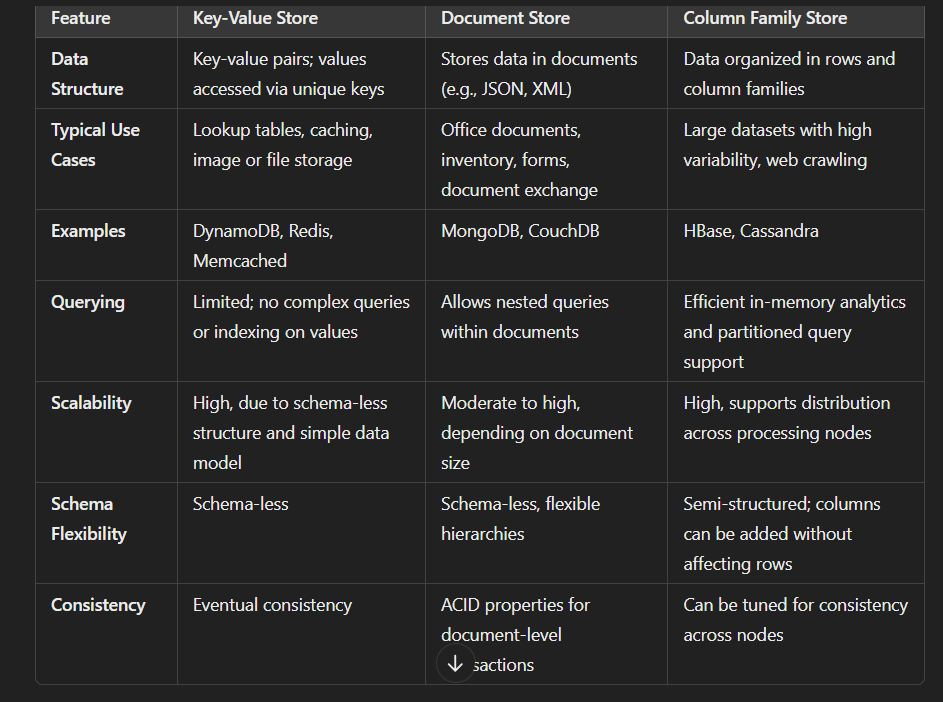 Feature Key-Value Store Document Store Column Family Store
Data Structure
Key-value pairs; values
accessed via unique keys
Stores data in documents
(e.g., JSON, XML)
Data organized in rows and
column families
Typical Use
Cases
Lookup tables, caching,
image or file storage
Office documents,
inventory, forms,
document exchange
Large datasets with high
variability, web crawling
Examples
DynamoDB, Redis,
Memcached
MongoDB, CouchDB
HBase, Cassandra
Querying
Limited; no complex queries
or indexing on values
Allows nested queries
within documents
Efficient in-memory analytics
and partitioned query
support
Scalability
High, due to schema-less
structure and simple data
model
Moderate to high,
depending on document
size
High, supports distribution
across processing nodes
Schema
Flexibility
Schema-less
Schema-less, flexible
hierarchies
Semi-structured; columns
can be added without
affecting rows
Consistency
Eventual consistency
ACID properties for
document-level
Can be tuned for consistency
across nodes